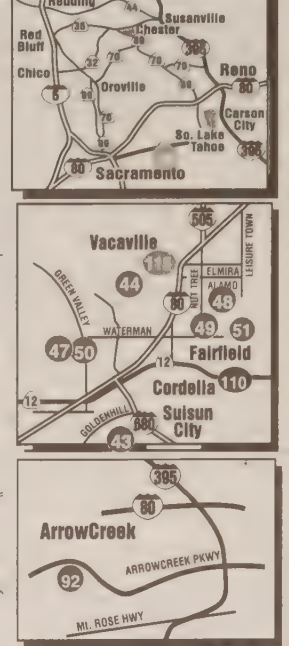 Redding
44
Susanville
36
Chester
Red
Bluff
89
395
Chico
32
70
70
Reno
80
5
Oroville
99
70
Carson
City
So. Lake
Tahoe
395
80
Sacramento
505
LEISURE TOWN
Vacaville
GREEN VALLEY
44
NUT TREE
ELMIRA
ALAMO
48
80
WATERMAN
49
51
47
50
Fairfield
12
Cordelia
110
12
GOLDENHILL
680
Suisun
City
43
395
80
ArrowCreek
92
ARROWCREEK PKWY
MT. ROSE HWY